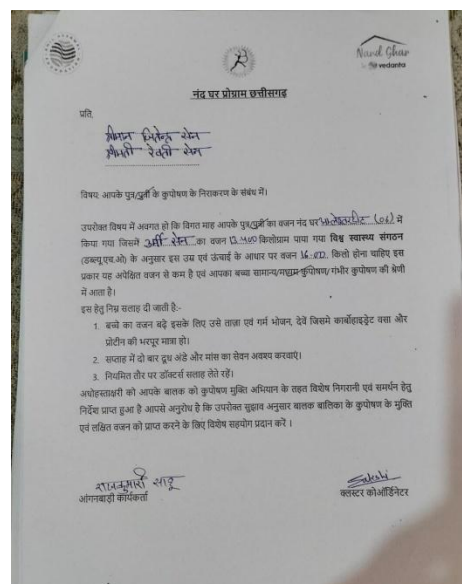 Nand Ghar
vedanta
नंद घर प्रोग्राम छत्तीसगढ़
प्रति,
श्रीमान जितेन्द्र सेन
श्रीमती रेवती सेन
विषय: आपके पुत्र/पुत्री के कुपोषण के निराकरण के संबंध में।
उपरोक्त विषय में अवगत हो कि विगत माह आपके पुत्र/पुत्री का वजन नंद घर (04) में
किया गया जिसमें उर्मी सेन का वजन 13.400 किलोग्राम पाया गया विश्व स्वास्थ्य संगठन
(डब्ल्यू.एच.ओ) के अनुसार इस उम्र एवं ऊंचाई के आधार पर वजन किलो होना चाहिए इस
प्रकार यह अपेक्षित वजन से कम है एवं आपका बच्चा सामान्य/मध्यम कुपोषण/गंभीर कुपोषण की श्रेणी
में आता है।
इस हेतु निम्न सलाह दी जाती है:-
1. बच्चे का वजन बढ़े इसके लिए उसे ताज़ा एवं गर्म भोजन, देवें जिसमे कार्बोहाइड्रेट वसा और
प्रोटीन की भरपूर मात्रा हो।
2. सप्ताह में दो बार दूध अंडे और मांस का सेवन अवश्य करवाएं।
3. नियमित तौर पर डॉक्टर्स सलाह लेते रहें।
अधोहस्ताक्षरी को आपके बालक को कुपोषण मुक्ति अभियान के तहत विशेष निगरानी एवं समर्थन हेतु
निर्देश प्राप्त हुआ है आपसे अनुरोध है कि उपरोक्त सुझाव अनुसार बालक बालिका के कुपोषण के मुक्ति
एवं लक्षित वजन को प्राप्त करने के लिए विशेष सहयोग प्रदान करे ।
राजकुमारी साहू
आंगनबाड़ी कार्यकर्ता
Sakshi
क्लस्टर कोऑर्डिनेटर